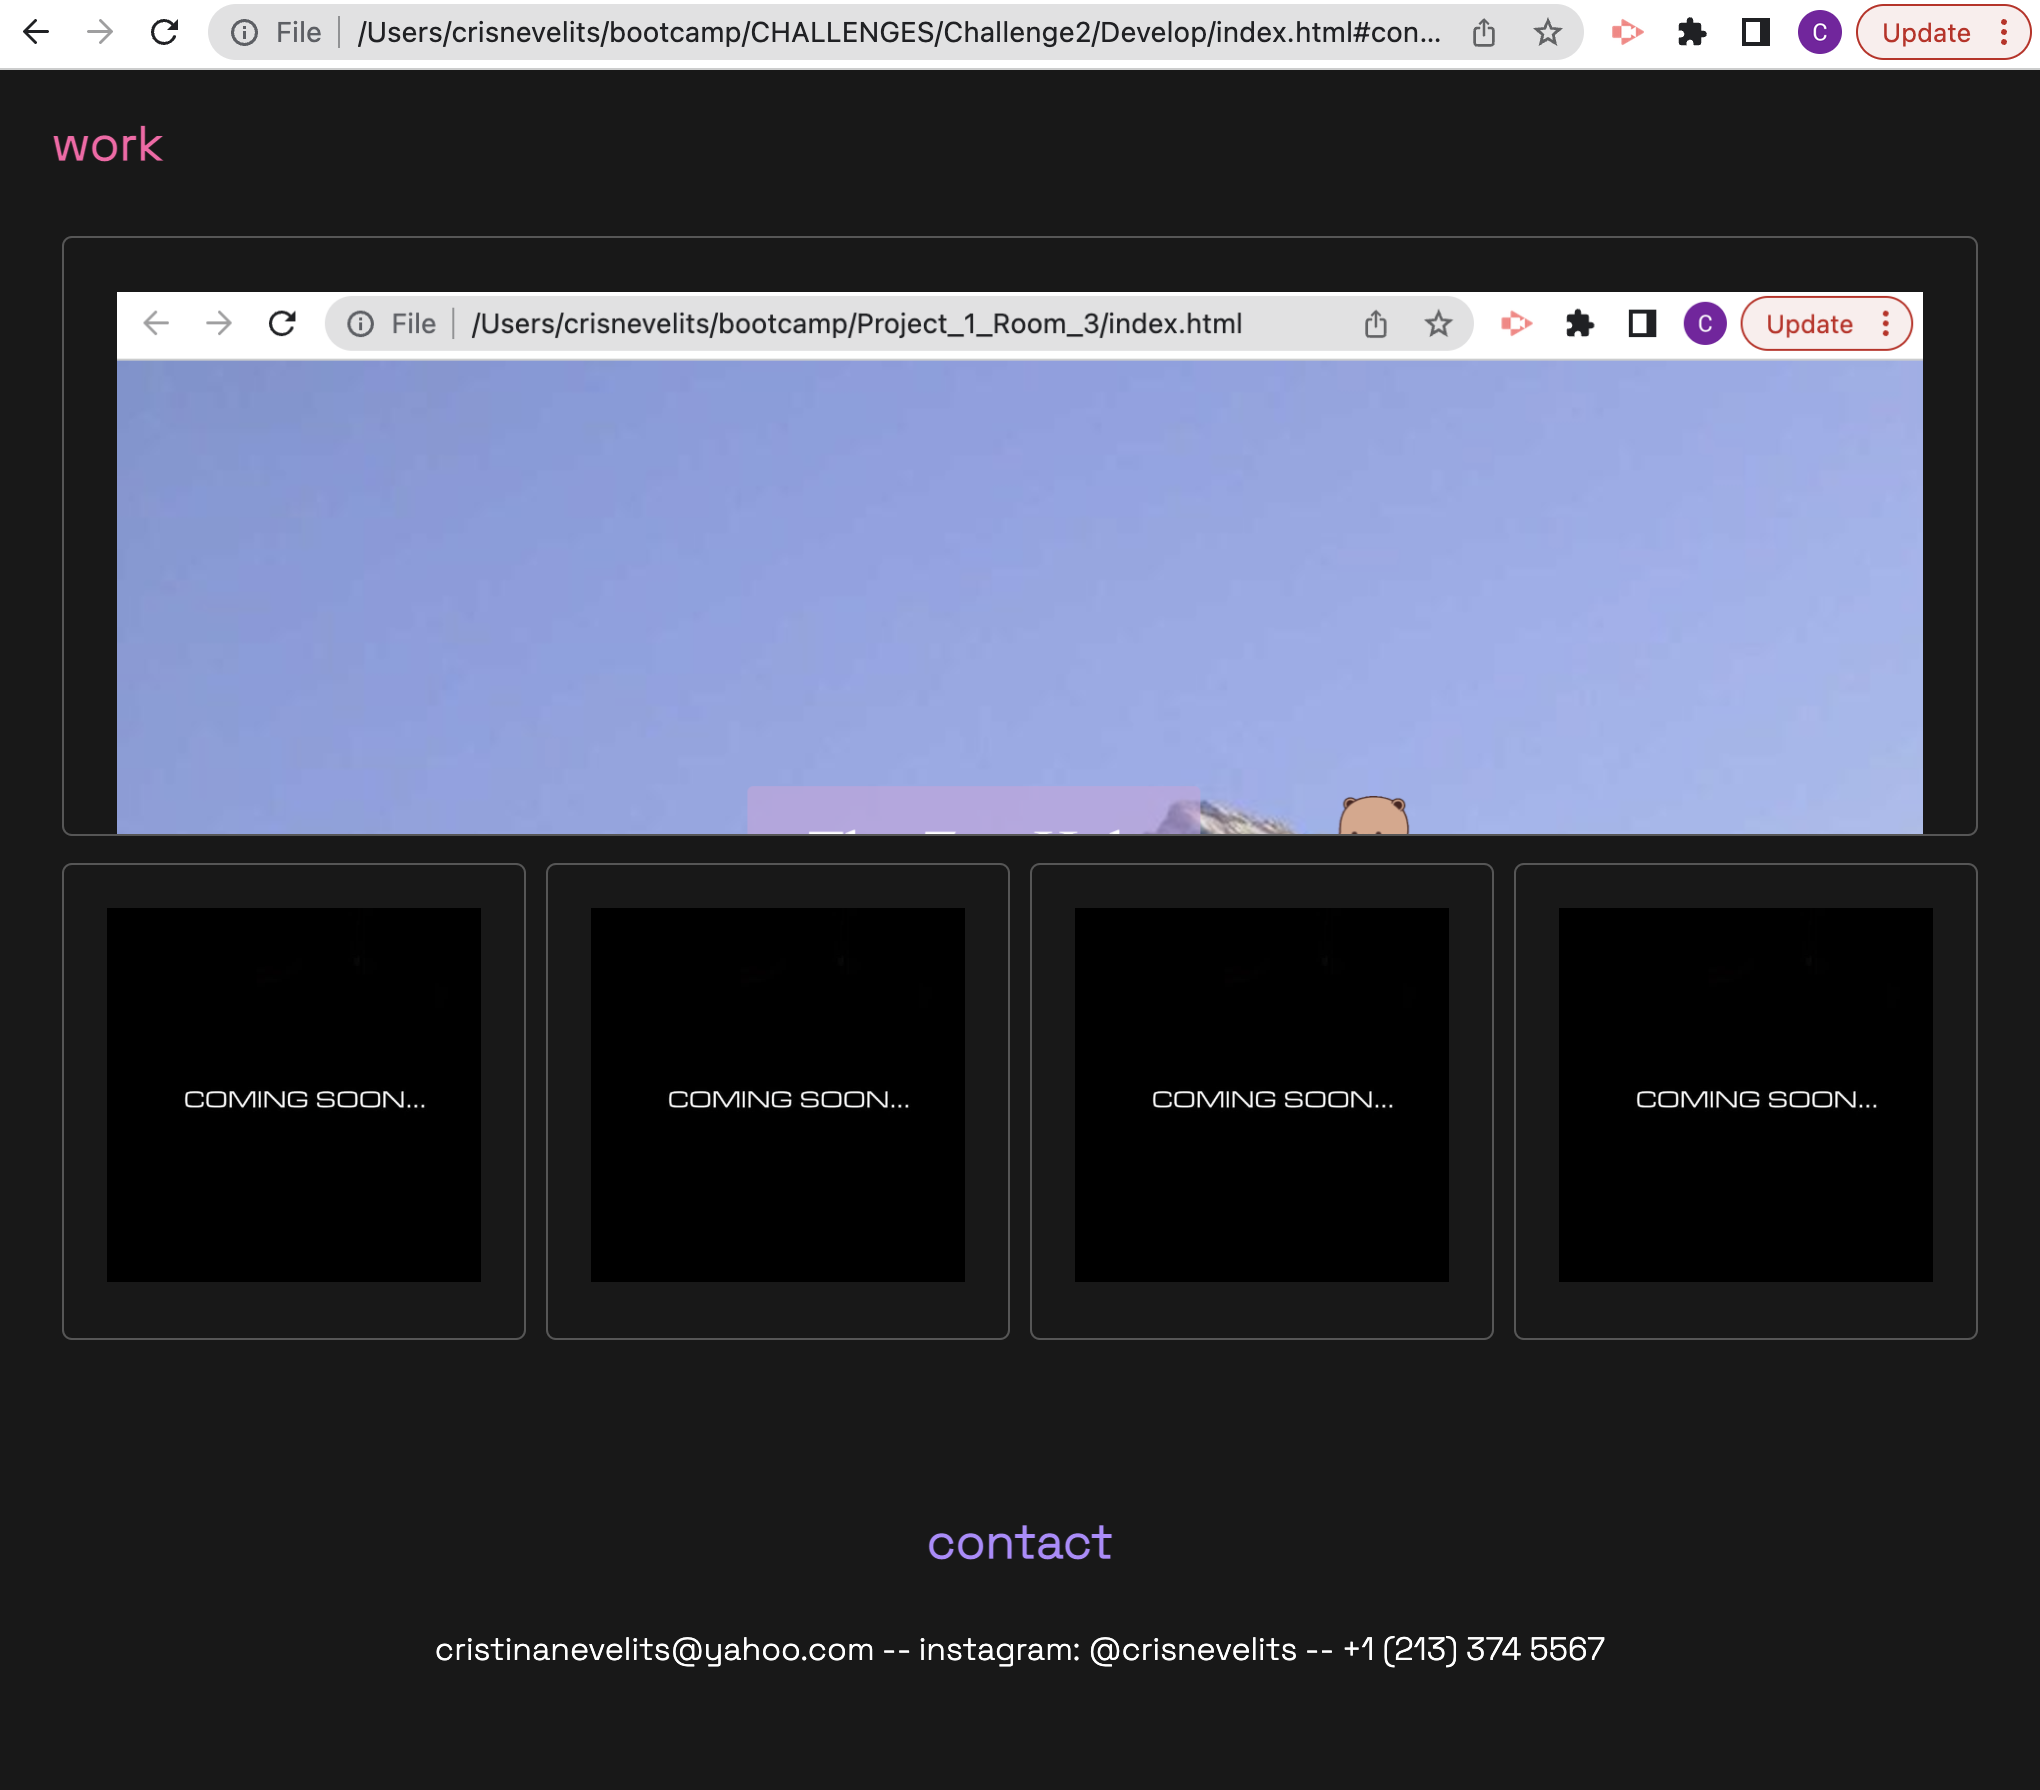 File | /Users/crisnevelits/bootcamp/CHALLENGES/Challenge2/Develop/index.html#con...
C
Update
work
File | /Users/crisnevelits/bootcamp/Project_1_Room_3/index.html
C
Update
COMING SOON...
COMING SOON...
COMING SOON...
COMING SOON...
contact
cristinanevelits@yahoo.com -- instagram: @crisnevelits -- +1 (213) 374 5567